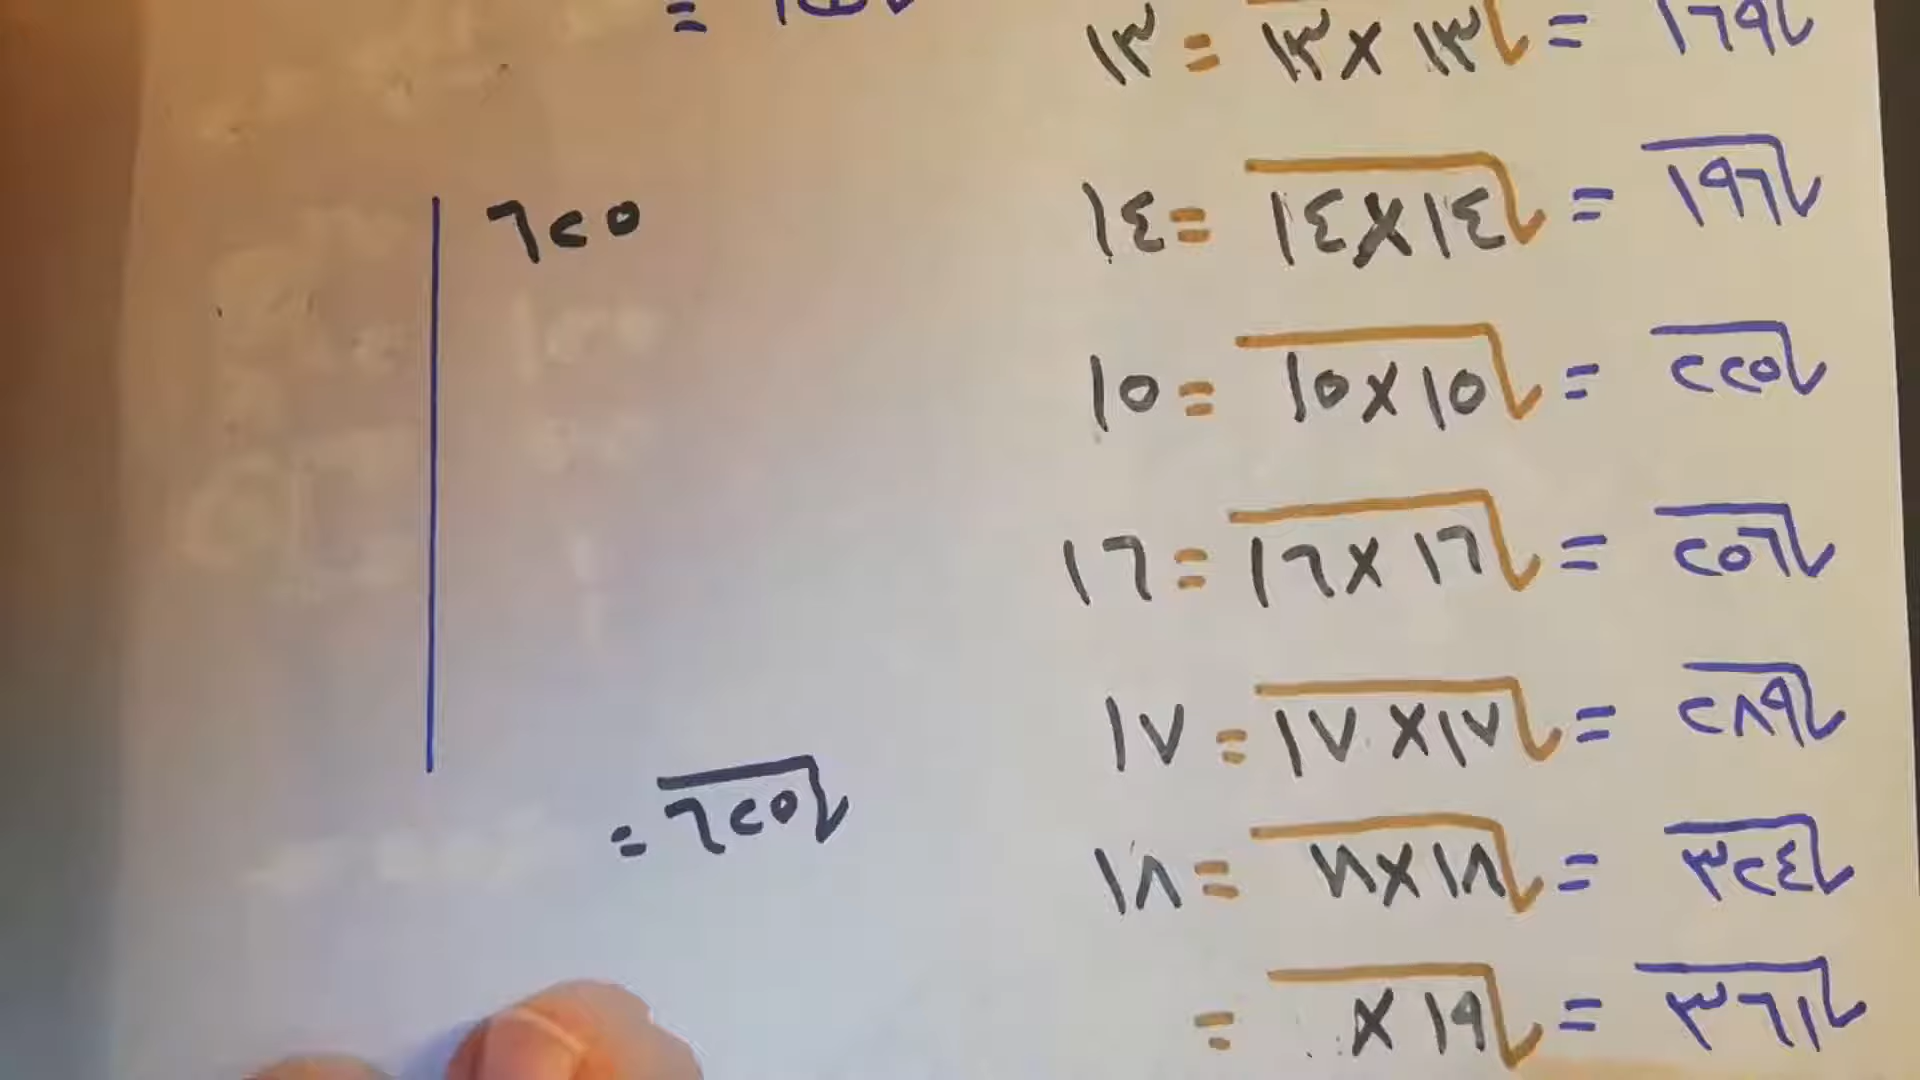 ١٣ = ١٣ × ١٣√ = ١٦٩√
١٤ = ١٤ × ١٤√ = ١٩٦√
٦٢٥
١٥ = ١٥ × ١٥√ = ٢٢٥√
١٦ = ١٦ × ١٦√ = ٢٥٦√
١٧ = ١٧ × ١٧√ = ٢٨٩√
= ٦٢٥√
١٨ = ١٨ × ١٨√ = ٣٢٤√
= × ١٩√ = ٣٦١√